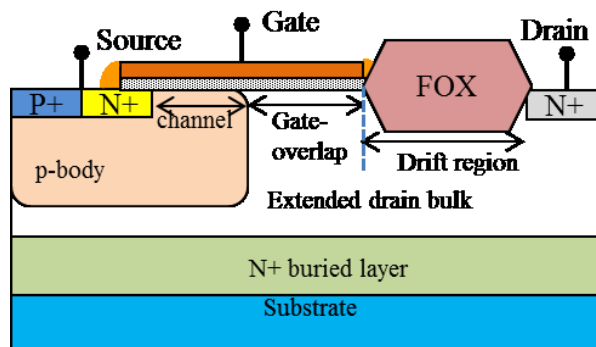 Source
Gate
Drain
P+
N+
FOX
N+
channel
Gate-
overlap
Drift region
p-body
Extended drain bulk
N+ buried layer
Substrate